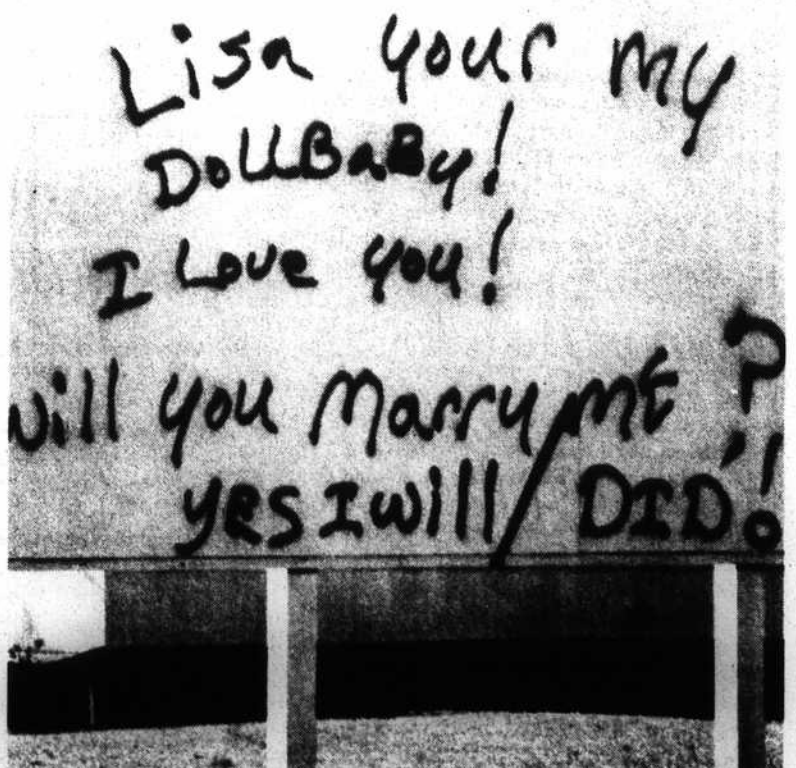 Lisa your my
DollBaBy!
I Love you!
will you Marry me ?
yes I will / DID!